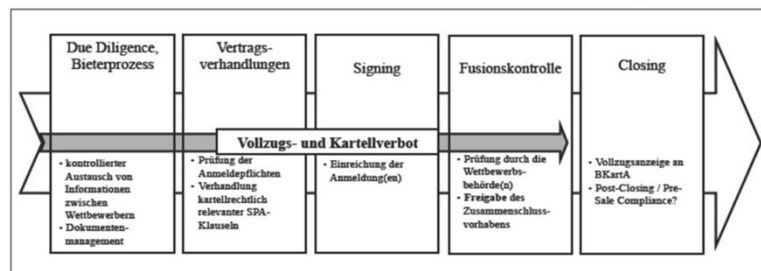 Due Diligence,
Bieterprozess
Vertrags-
verhandlungen
Signing
Fusionskontrolle
Closing
Vollzugs- und Kartellverbot
• kontrollierter
Austausch von
Informationen
zwischen
Wettbewerbern
• Dokumenten-
management
• Prüfung der
Anmeldepflichten
• Verhandlung
kartellrechtlich
relevanter SPA-
Klauseln
• Einreichung der
Anmeldung(en)
• Prüfung durch die
Wettbewerbs-
behörde(n)
• Freigabe des
Zusammenschluss-
vorhabens
• Vollzugsanzeige an
BKartA
• Post-Closing / Pre-
Sale Compliance?